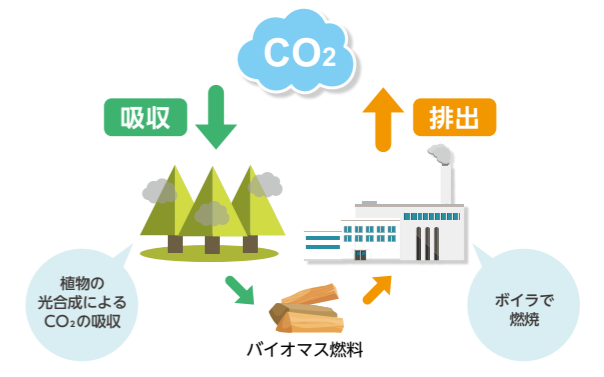 CO₂
吸収
排出
植物の
光合成による
CO₂の吸収
ボイラで
燃焼
バイオマス燃料